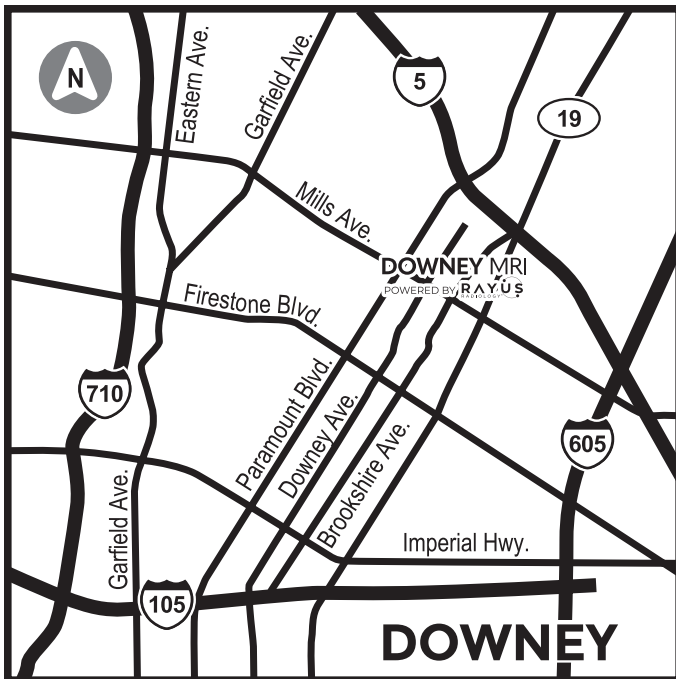 N
Eastern Ave.
Garfield Ave.
5
19
Mills Ave.
DOWNEY MRI
POWERED BY RAYUS
RADIOLOGY
Firestone Blvd.
710
Paramount Blvd.
Downey Ave.
Brookshire Ave.
605
Garfield Ave.
Imperial Hwy.
105
DOWNEY